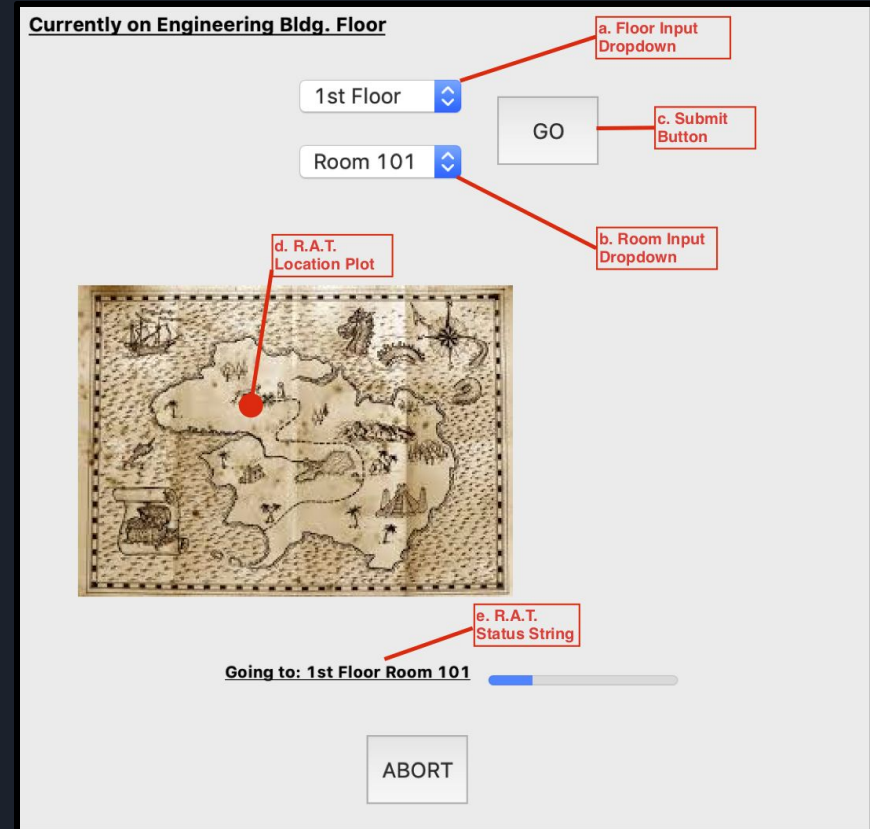 Currently on Engineering Bldg. Floor
a. Floor Input
Dropdown
1st Floor
GO
c. Submit
Button
Room 101
b. Room Input
Dropdown
d. R.A.T.
Location Plot
e. R.A.T.
Status String
Going to: 1st Floor Room 101
ABORT